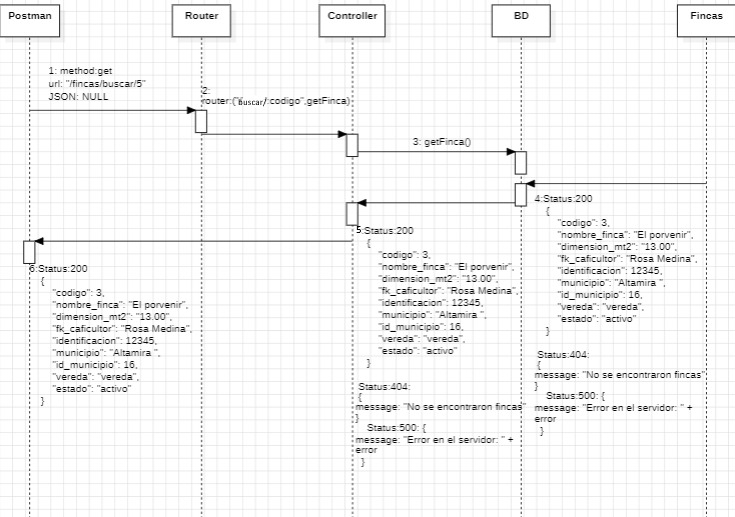 Postman
Router
Controller
BD
Fincas
1: method:get
url: "/fincas/buscar/5"
JSON: NULL
2:
router:("buscar/:codigo",getFinca)
3: getFinca()
4:Status:200
{
"codigo": 3,
"nombre_finca": "El porvenir",
"dimension_mt2": "13.00",
"fk_caficultor": "Rosa Medina",
"identificacion": 12345,
"municipio": "Altamira ",
"id_municipio": 16,
"vereda": "vereda",
"estado": "activo"
}
Status:404:
{
message: "No se encontraron fincas"
}
Status:500: {
message: "Error en el servidor: " +
error
}
5:Status:200
{
"codigo": 3,
"nombre_finca": "El porvenir",
"dimension_mt2": "13.00",
"fk_caficultor": "Rosa Medina",
"identificacion": 12345,
"municipio": "Altamira ",
"id_municipio": 16,
"vereda": "vereda",
"estado": "activo"
}
Status:404:
{
message: "No se encontraron fincas"
}
Status:500: {
message: "Error en el servidor: " +
error
}
6:Status:200
{
"codigo": 3,
"nombre_finca": "El porvenir",
"dimension_mt2": "13.00",
"fk_caficultor": "Rosa Medina",
"identificacion": 12345,
"municipio": "Altamira ",
"id_municipio": 16,
"vereda": "vereda",
"estado": "activo"
}